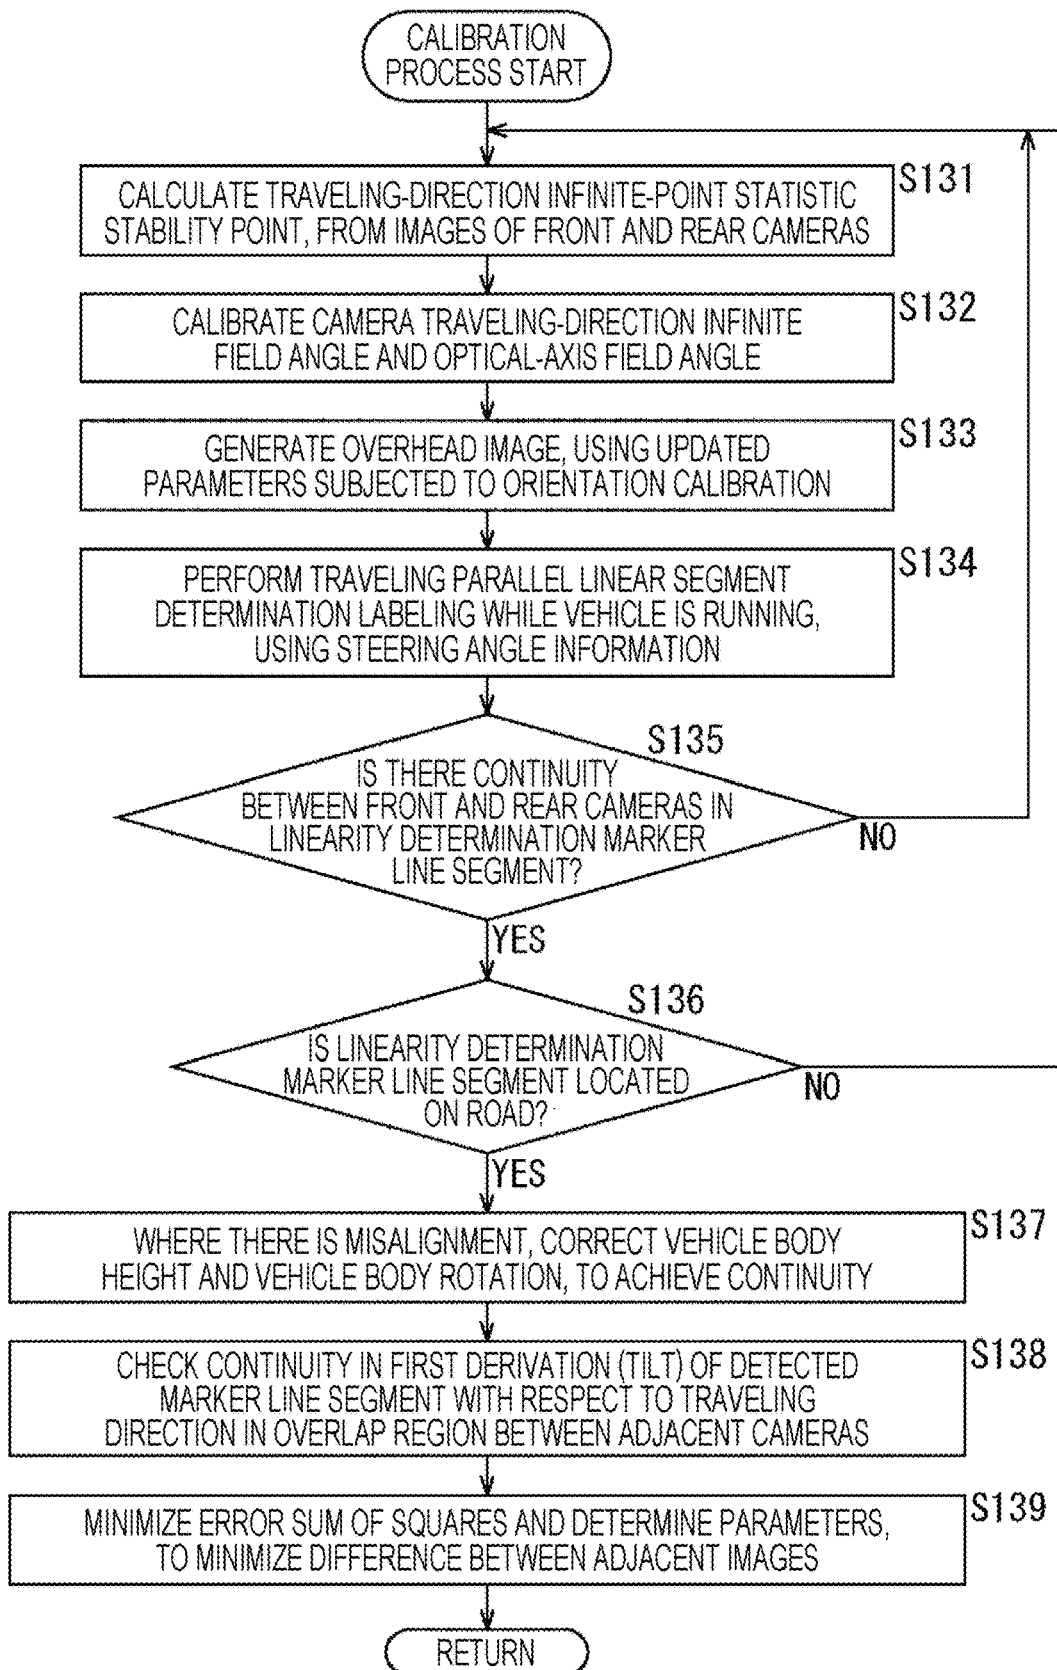 CALIBRATION
PROCESS START
S131
CALCULATE TRAVELING-DIRECTION INFINITE-POINT STATISTIC
STABILITY POINT, FROM IMAGES OF FRONT AND REAR CAMERAS
S132
CALIBRATE CAMERA TRAVELING-DIRECTION INFINITE
FIELD ANGLE AND OPTICAL-AXIS FIELD ANGLE
S133
GENERATE OVERHEAD IMAGE, USING UPDATED
PARAMETERS SUBJECTED TO ORIENTATION CALIBRATION
S134
PERFORM TRAVELING PARALLEL LINEAR SEGMENT
DETERMINATION LABELING WHILE VEHICLE IS RUNNING,
USING STEERING ANGLE INFORMATION
S135
IS THERE CONTINUITY
BETWEEN FRONT AND REAR CAMERAS IN
LINEARITY DETERMINATION MARKER
LINE SEGMENT?
NO
YES
S136
IS LINEARITY DETERMINATION
MARKER LINE SEGMENT LOCATED
ON ROAD?
NO
YES
S137
WHERE THERE IS MISALIGNMENT, CORRECT VEHICLE BODY
HEIGHT AND VEHICLE BODY ROTATION, TO ACHIEVE CONTINUITY
S138
CHECK CONTINUITY IN FIRST DERIVATION (TILT) OF DETECTED
MARKER LINE SEGMENT WITH RESPECT TO TRAVELING
DIRECTION IN OVERLAP REGION BETWEEN ADJACENT CAMERAS
S139
MINIMIZE ERROR SUM OF SQUARES AND DETERMINE PARAMETERS,
TO MINIMIZE DIFFERENCE BETWEEN ADJACENT IMAGES
RETURN